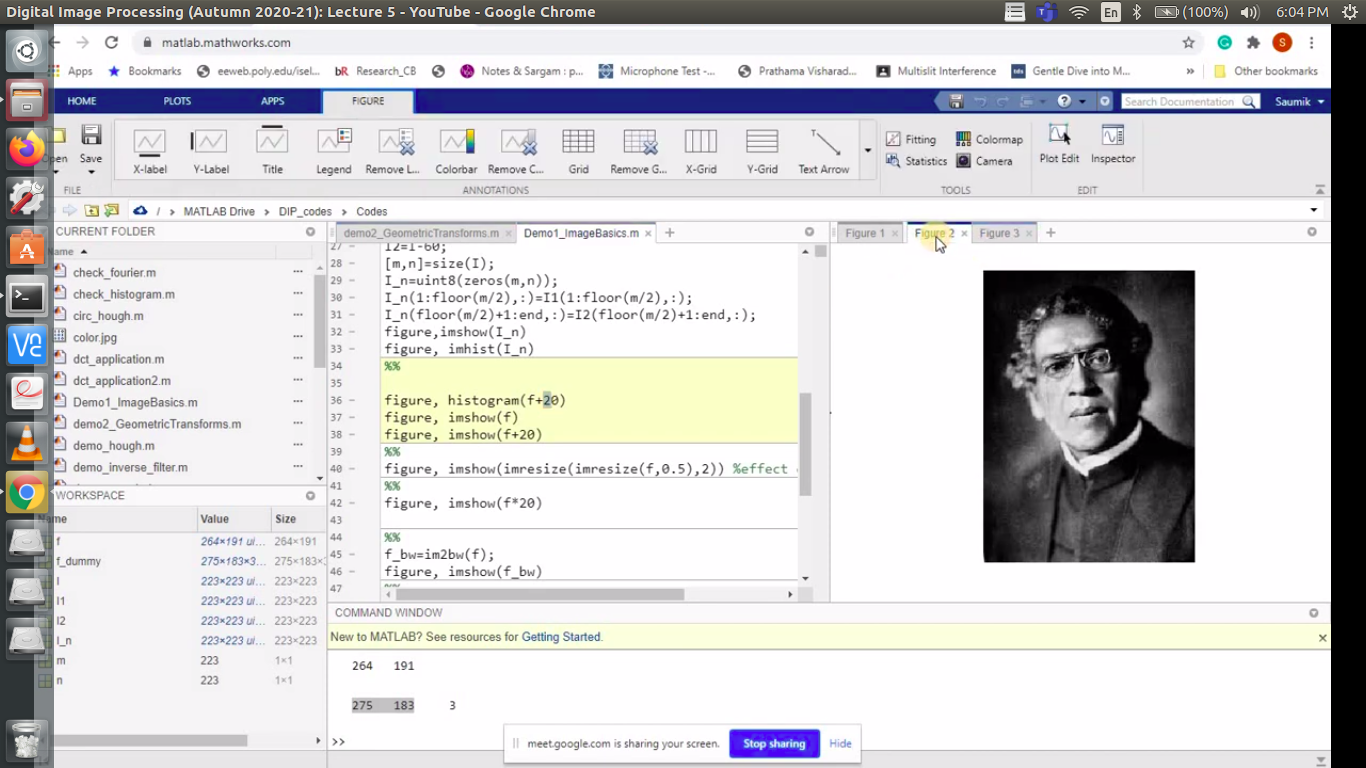 Digital Image Processing (Autumn 2020-21): Lecture 5 - YouTube - Google Chrome
En (100%) 6:04 PM
matlab.mathworks.com
S
Apps Bookmarks eeweb.poly.edu/isel... bR Research_CB Notes & Sargam : p... Microphone Test -... Prathama Visharad... Multislit Interference Gentle Dive into M... » Other bookmarks
HOME PLOTS APPS FIGURE
Search Documentation Saumik
Open Save X-label Y-Label Title Legend Remove L... Colorbar Remove C... Grid Remove G... X-Grid Y-Grid Text Arrow Fitting Colormap Statistics Camera Plot Edit Inspector
FILE ANNOTATIONS TOOLS EDIT
/ MATLAB Drive DIP_codes Codes
CURRENT FOLDER
Name
check_fourier.m
check_histogram.m
circ_hough.m
color.jpg
dct_application.m
dct_application2.m
Demo1_ImageBasics.m
demo2_GeometricTransforms.m
demo_hough.m
demo_inverse_filter.m
WORKSPACE
Name Value Size
f 264×191 ui... 264×191
f_dummy 275×183×3... 275×183×
I 223×223 ui... 223×223
I1 223×223 ui... 223×223
I2 223×223 ui... 223×223
I_n 223×223 ui... 223×223
m 223 1×1
n 223 1×1
demo2_GeometricTransforms.m × Demo1_ImageBasics.m × +
27 I2=I-60;
28 [m,n]=size(I);
29 I_n=uint8(zeros(m,n));
30 I_n(1:floor(m/2),:)=I1(1:floor(m/2),:);
31 I_n(floor(m/2)+1:end,:)=I2(floor(m/2)+1:end,:);
32 figure,imshow(I_n)
33 figure, imhist(I_n)
34 %%
35
36 figure, histogram(f+20)
37 figure, imshow(f)
38 figure, imshow(f+20)
39 %%
40 figure, imshow(imresize(imresize(f,0.5),2)) %effect
41 %%
42 figure, imshow(f*20)
43
44 %%
45 f_bw=im2bw(f);
46 figure, imshow(f_bw)
47 %%
Figure 1 × Figure 2 × Figure 3 × +
COMMAND WINDOW
New to MATLAB? See resources for Getting Started.
264 191
275 183 3
>>
meet.google.com is sharing your screen. Stop sharing Hide